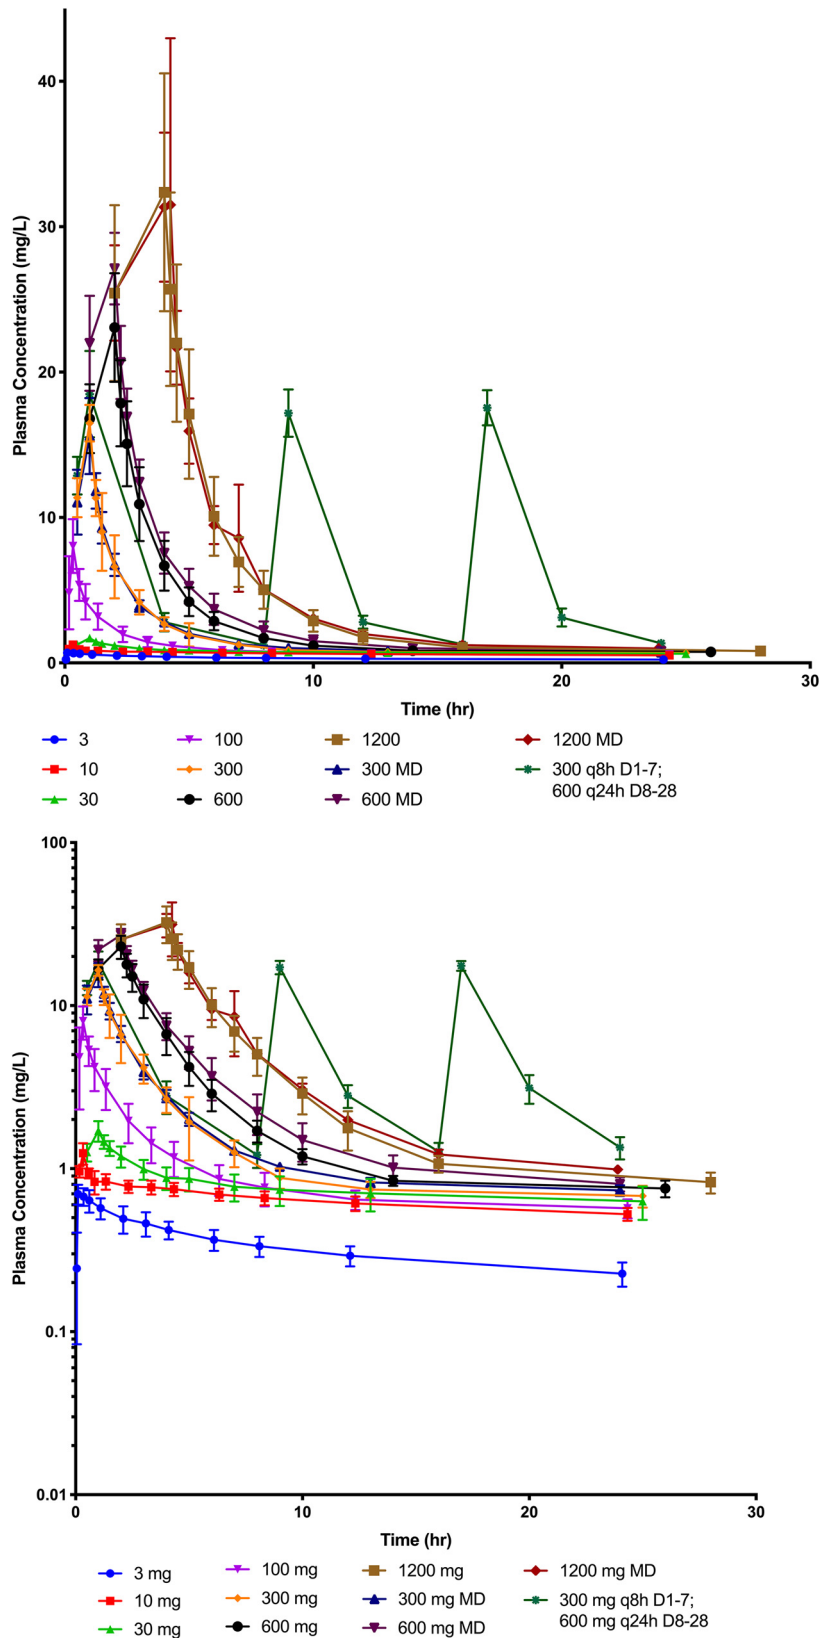 40
30
20
10
0
Plasma Concentration (mg/L)
0 10 20 30
Time (hr)
3 100 1200 1200 MD
10 300 300 MD 300 q8h D1-7;
600 q24h D8-28
30 600 600 MD
100
10
1
0.1
0.01
Plasma Concentration (mg/L)
0 10 20 30
Time (hr)
3 mg 100 mg 1200 mg 1200 mg MD
10 mg 300 mg 300 mg MD 300 mg q8h D1-7;
600 mg q24h D8-28
30 mg 600 mg 600 mg MD